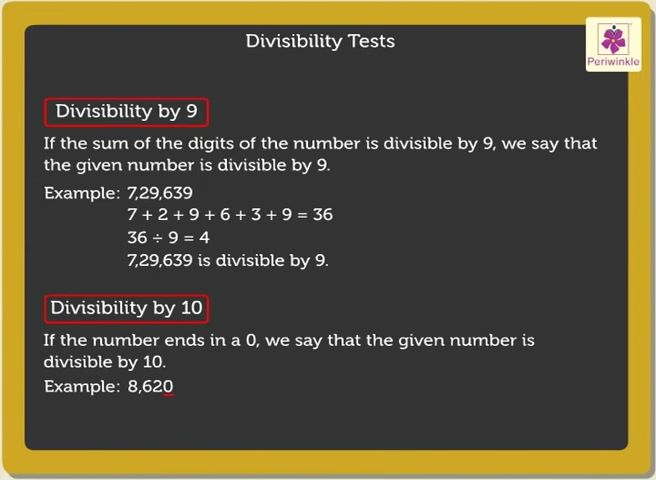 Divisibility Tests
Periwinkle
Divisibility by 9
If the sum of the digits of the number is divisible by 9, we say that
the given number is divisible by 9.
Example: 7,29,639
7 + 2 + 9 + 6 + 3 + 9 = 36
36 ÷ 9 = 4
7,29,639 is divisible by 9.
Divisibility by 10
If the number ends in a 0, we say that the given number is
divisible by 10.
Example: 8,620